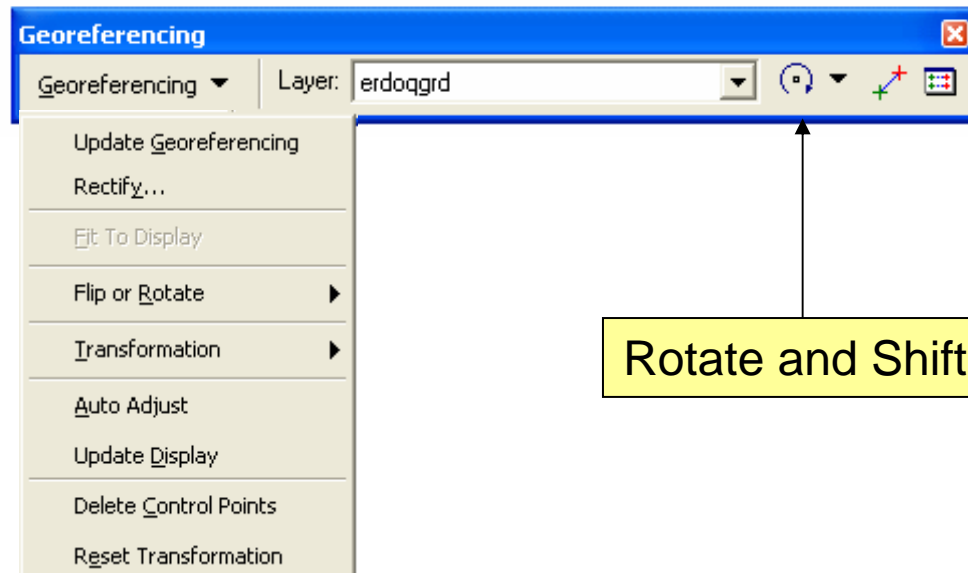 Georeferencing
Georeferencing Layer: erdoqgrd
Update Georeferencing
Rectify...
Fit To Display
Flip or Rotate
Transformation
Rotate and Shift
Auto Adjust
Update Display
Delete Control Points
Reset Transformation